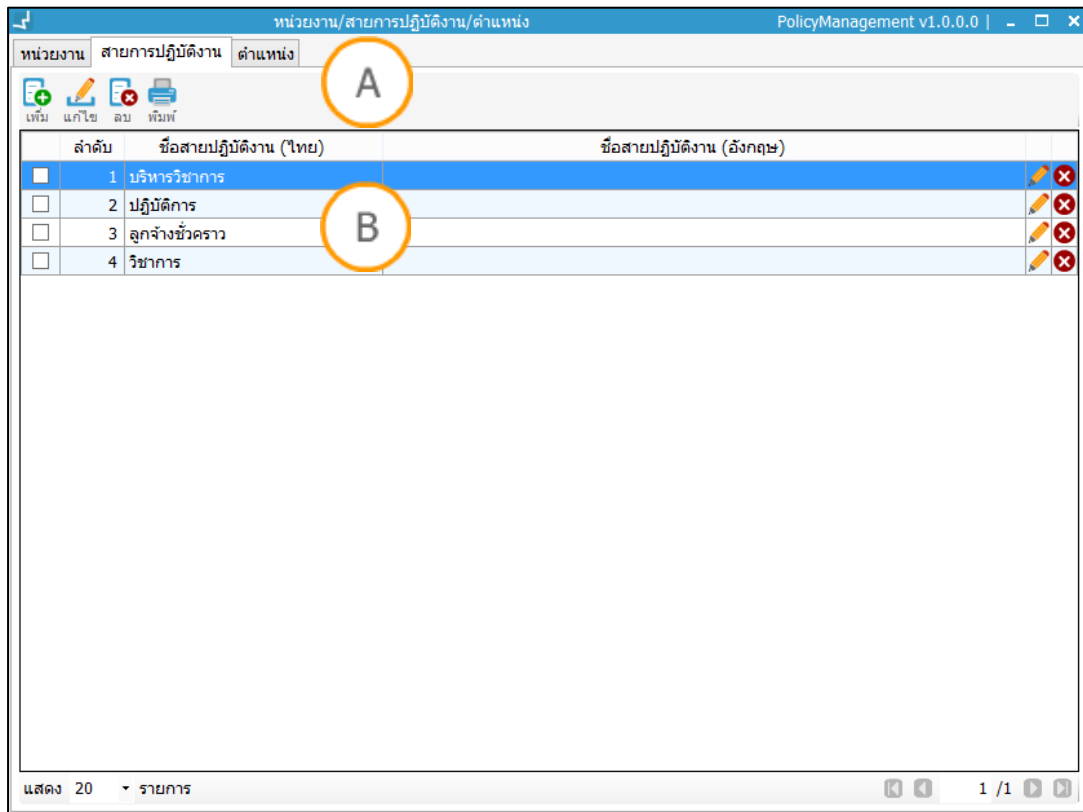 หน่วยงาน/สายการปฏิบัติงาน/ตำแหน่ง PolicyManagement v1.0.0.0 |
หน่วยงาน สายการปฏิบัติงาน ตำแหน่ง
A
เพิ่ม แก้ไข ลบ พิมพ์
ลำดับ ชื่อสายปฏิบัติงาน (ไทย) ชื่อสายปฏิบัติงาน (อังกฤษ)
1 บริหารวิชาการ
2 ปฏิบัติการ
B
3 ลูกจ้างชั่วคราว
4 วิชาการ
แสดง 20 รายการ 1 /1